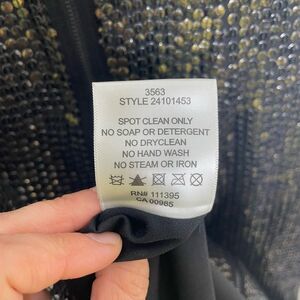 3563
STYLE 24101453
SPOT CLEAN ONLY
NO SOAP OR DETERGENT
NO DRYCLEAN
NO HAND WASH
NO STEAM OR IRON
RN# 111395
CA 00985